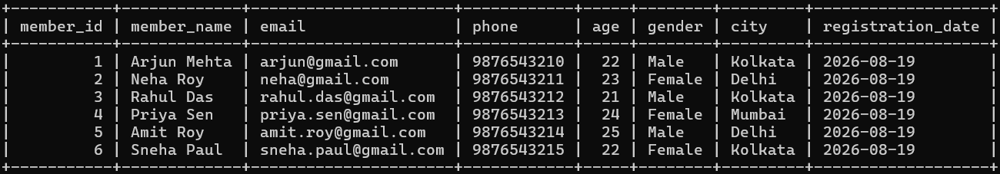 +-----------+-------------+----------------------+------------+-----+--------+---------+-------------------+
| member_id | member_name | email                | phone      | age | gender | city    | registration_date |
+-----------+-------------+----------------------+------------+-----+--------+---------+-------------------+
|         1 | Arjun Mehta | arjun@gmail.com      | 9876543210 |  22 | Male   | Kolkata | 2026-08-19        |
|         2 | Neha Roy    | neha@gmail.com       | 9876543211 |  23 | Female | Delhi   | 2026-08-19        |
|         3 | Rahul Das   | rahul.das@gmail.com  | 9876543212 |  21 | Male   | Kolkata | 2026-08-19        |
|         4 | Priya Sen   | priya.sen@gmail.com  | 9876543213 |  24 | Female | Mumbai  | 2026-08-19        |
|         5 | Amit Roy    | amit.roy@gmail.com   | 9876543214 |  25 | Male   | Delhi   | 2026-08-19        |
|         6 | Sneha Paul  | sneha.paul@gmail.com | 9876543215 |  22 | Female | Kolkata | 2026-08-19        |
+-----------+-------------+----------------------+------------+-----+--------+---------+-------------------+